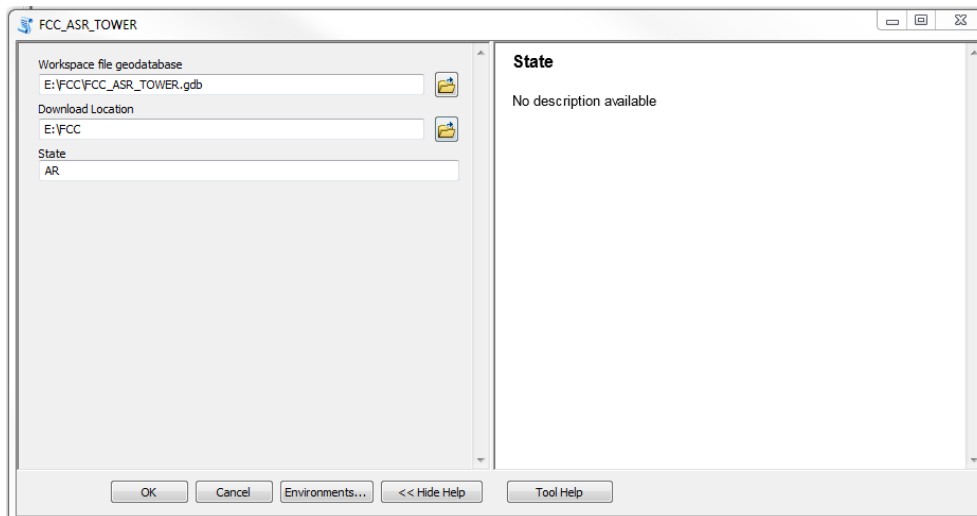 FCC_ASR_TOWER
Workspace file geodatabase
E:\FCC\FCC_ASR_TOWER.gdb
Download Location
E:\FCC
State
AR
State
No description available
OK Cancel Environments... << Hide Help Tool Help